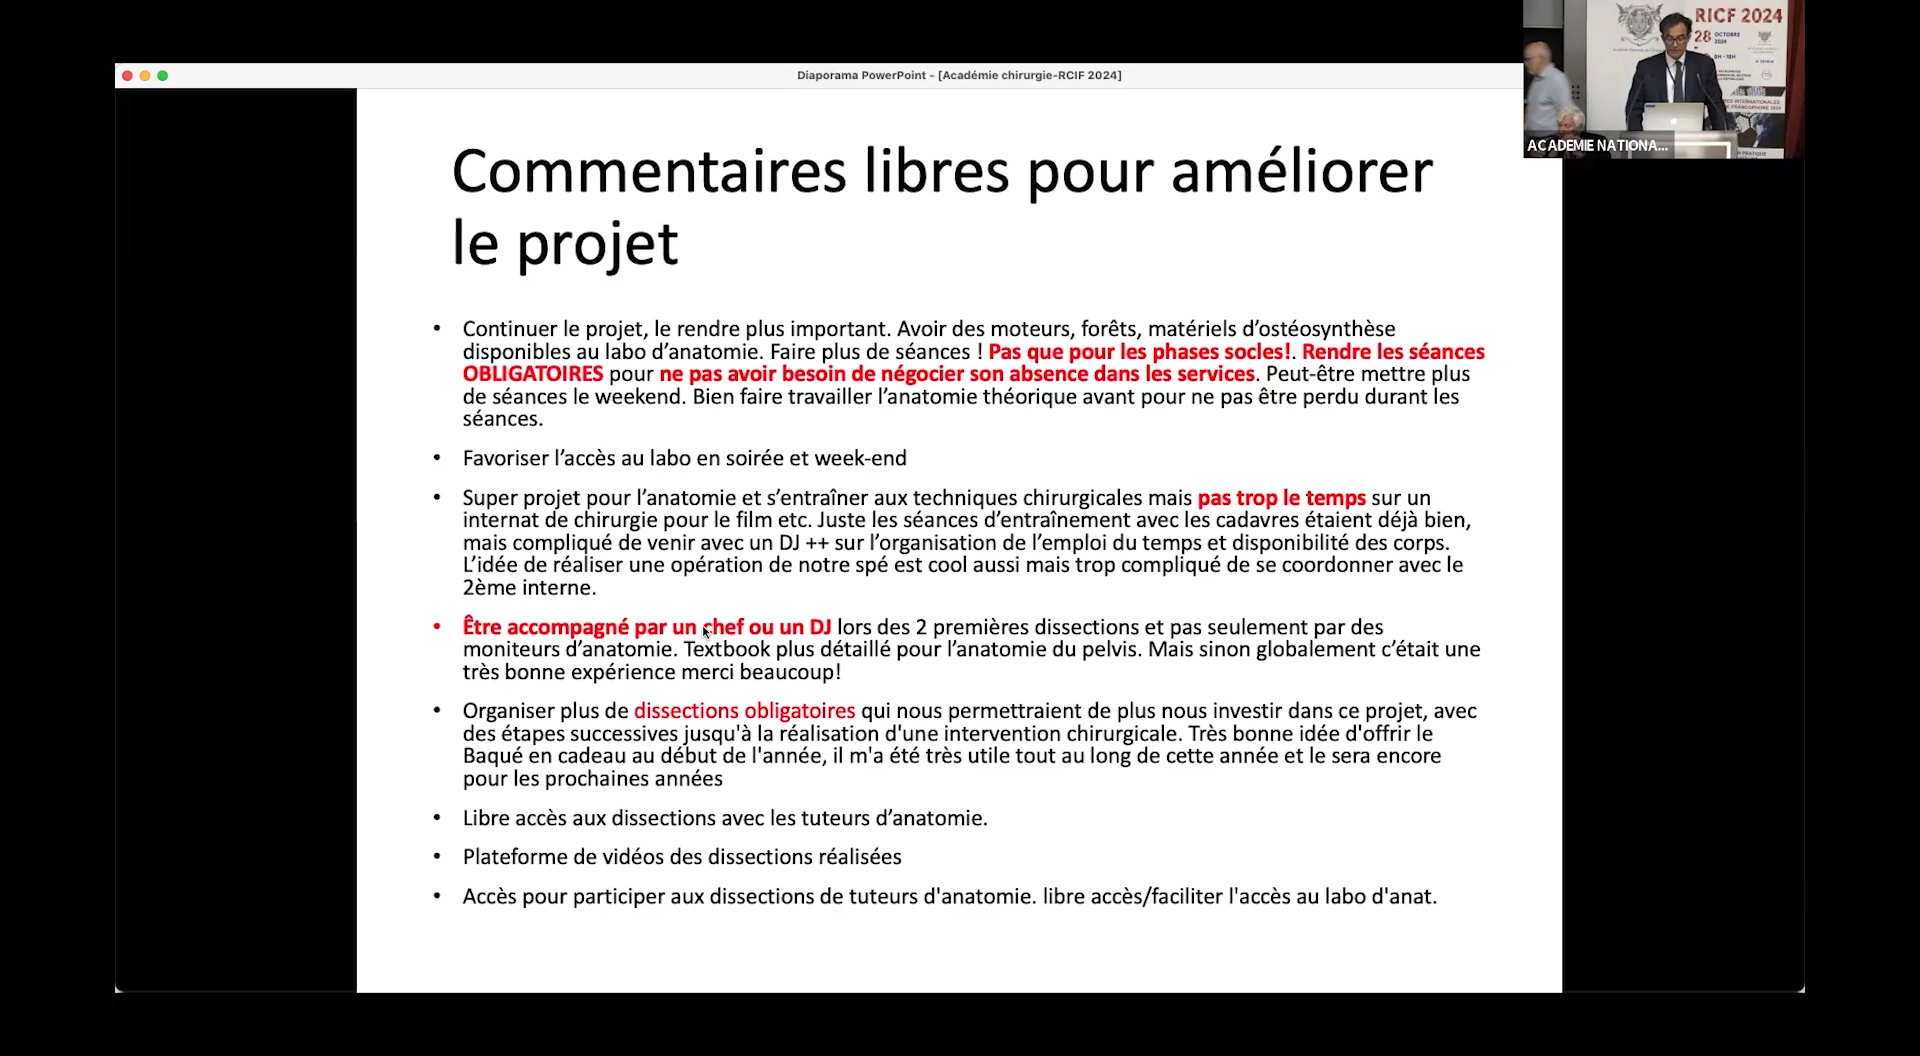 Diaporama PowerPoint - [Académie chirurgie-RCIF 2024]
RICF 2024
28 OCTOBRE
2024
8H - 18H
ACADEMIE NATIONA...
Commentaires libres pour améliorer
le projet
• Continuer le projet, le rendre plus important. Avoir des moteurs, forêts, matériels d’ostéosynthèse
disponibles au labo d’anatomie. Faire plus de séances ! Pas que pour les phases socles!. Rendre les séances
OBLIGATOIRES pour ne pas avoir besoin de négocier son absence dans les services. Peut-être mettre plus
de séances le weekend. Bien faire travailler l’anatomie théorique avant pour ne pas être perdu durant les
séances.
• Favoriser l’accès au labo en soirée et week-end
• Super projet pour l’anatomie et s’entraîner aux techniques chirurgicales mais pas trop le temps sur un
internat de chirurgie pour le film etc. Juste les séances d’entraînement avec les cadavres étaient déjà bien,
mais compliqué de venir avec un DJ ++ sur l’organisation de l’emploi du temps et disponibilité des corps.
L’idée de réaliser une opération de notre spé est cool aussi mais trop compliqué de se coordonner avec le
2ème interne.
• Être accompagné par un chef ou un DJ lors des 2 premières dissections et pas seulement par des
moniteurs d’anatomie. Textbook plus détaillé pour l’anatomie du pelvis. Mais sinon globalement c’était une
très bonne expérience merci beaucoup!
• Organiser plus de dissections obligatoires qui nous permettraient de plus nous investir dans ce projet, avec
des étapes successives jusqu'à la réalisation d'une intervention chirurgicale. Très bonne idée d'offrir le
Baqué en cadeau au début de l'année, il m'a été très utile tout au long de cette année et le sera encore
pour les prochaines années
• Libre accès aux dissections avec les tuteurs d’anatomie.
• Plateforme de vidéos des dissections réalisées
• Accès pour participer aux dissections de tuteurs d'anatomie. libre accès/faciliter l'accès au labo d'anat.